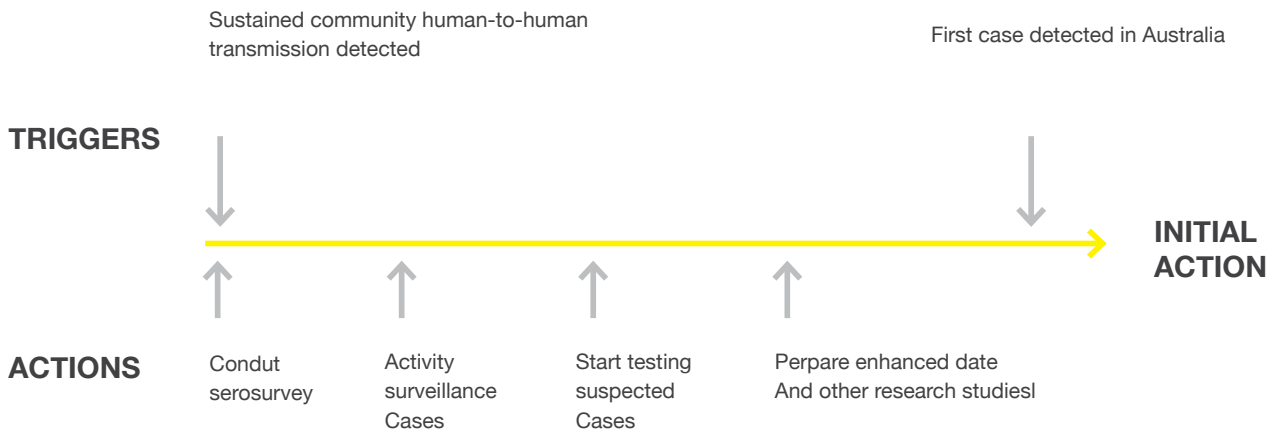 Sustained community human-to-human
transmission detected
First case detected in Australia
TRIGGERS
INITIAL
ACTION
ACTIONS
Condut
serosurvey
Activity
surveillance
Cases
Start testing
suspected
Cases
Perpare enhanced date
And other research studiesl